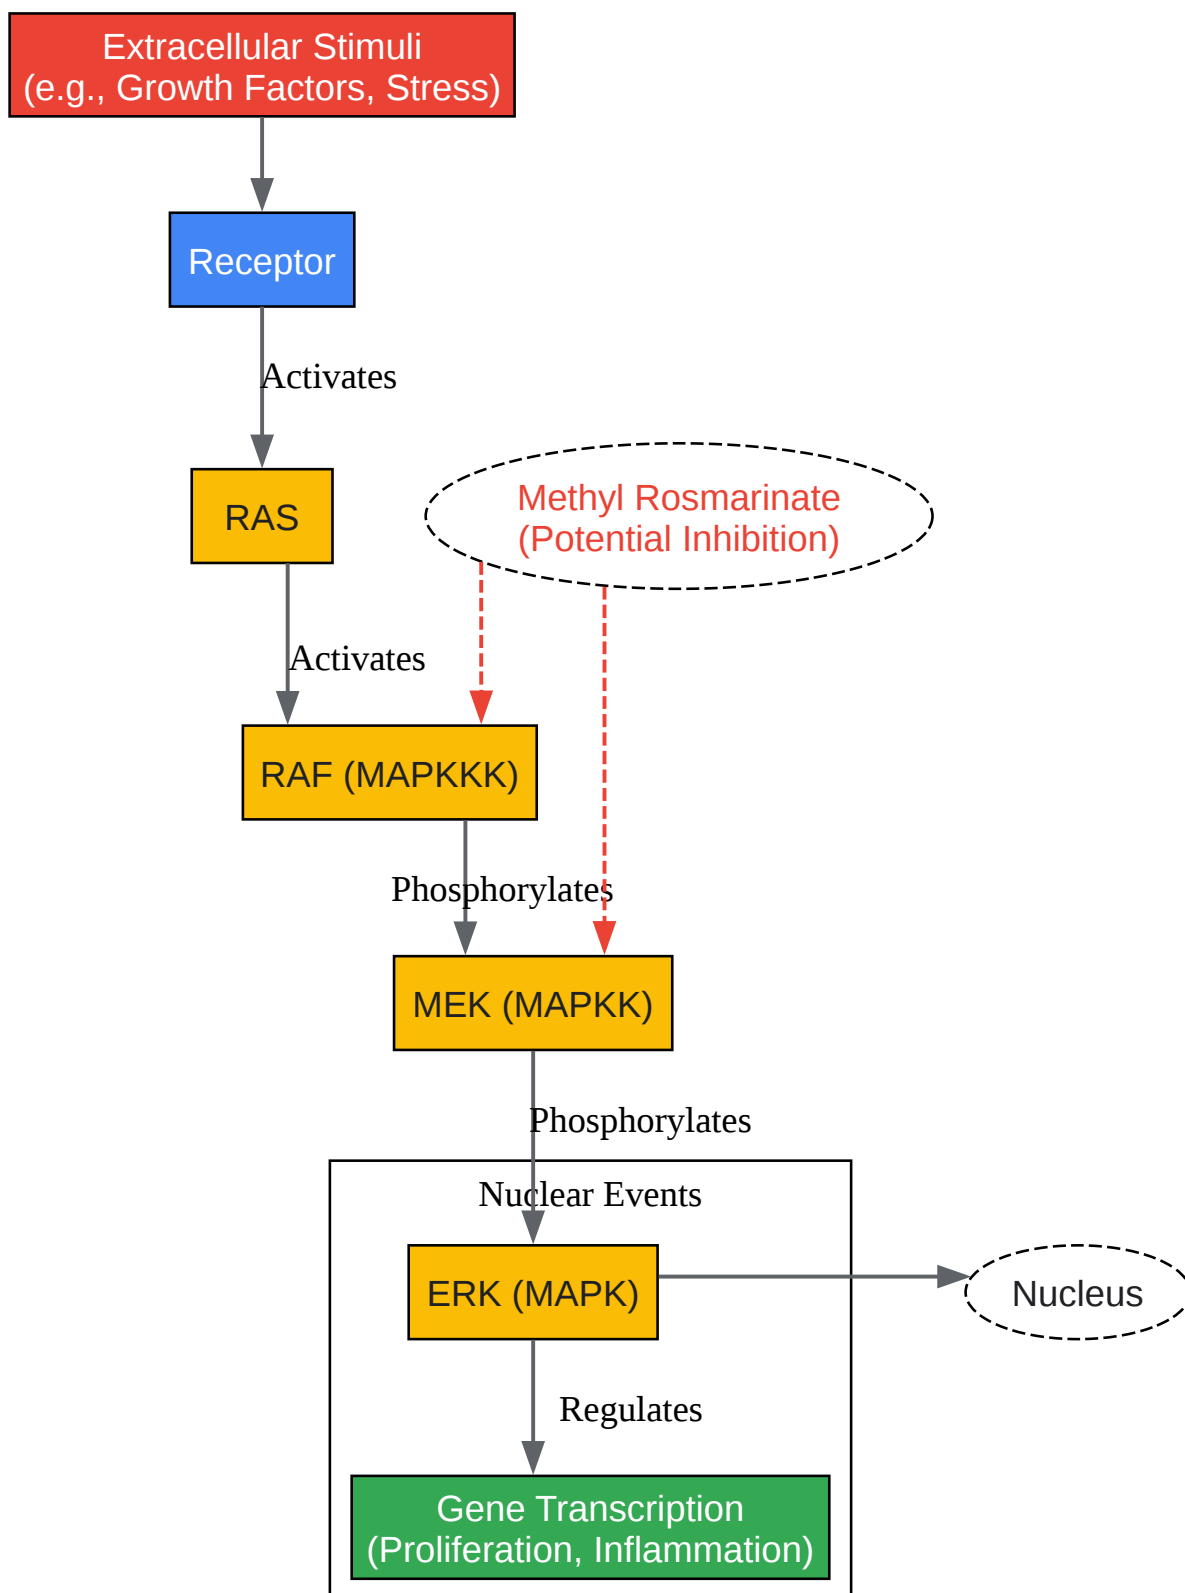 Extracellular Stimuli
(e.g., Growth Factors, Stress)
Receptor
Activates
RAS
Methyl Rosmarinate
(Potential Inhibition)
Activates
RAF (MAPKKK)
Phosphorylates
MEK (MAPKK)
Phosphorylates
Nuclear Events
ERK (MAPK)
Nucleus
Regulates
Gene Transcription
(Proliferation, Inflammation)